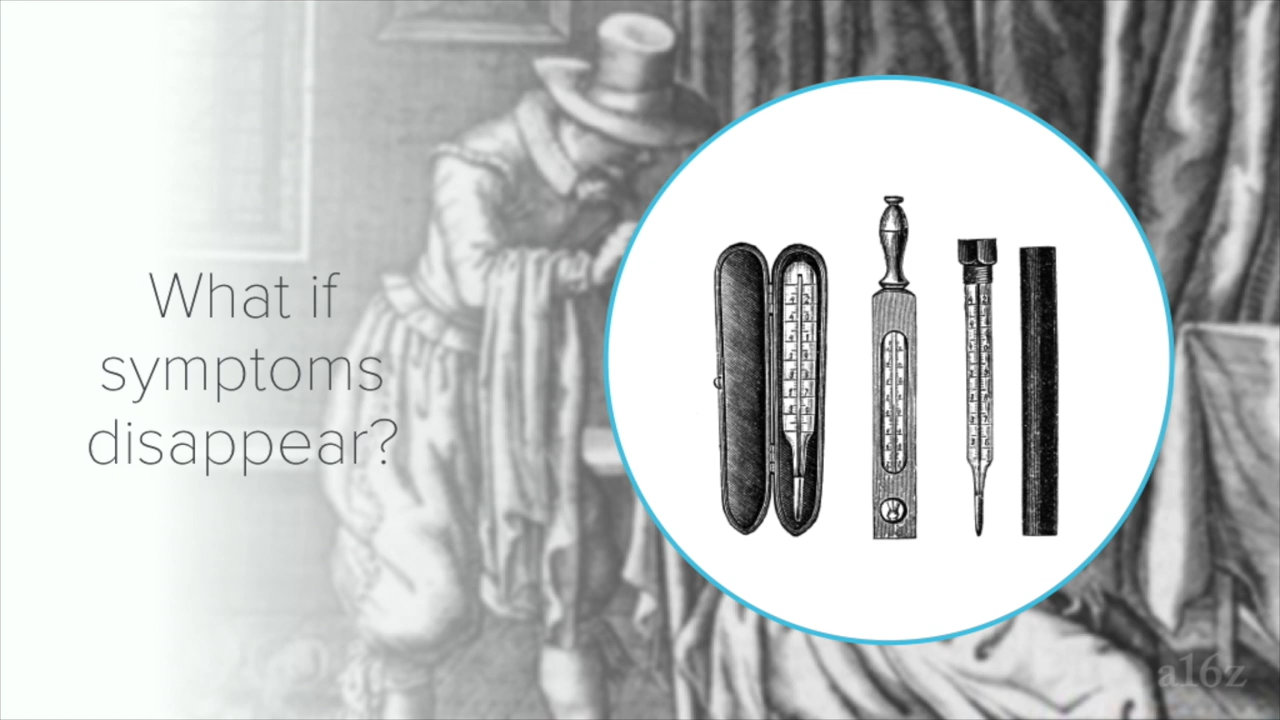 What if
symptoms
disappear?
a16z